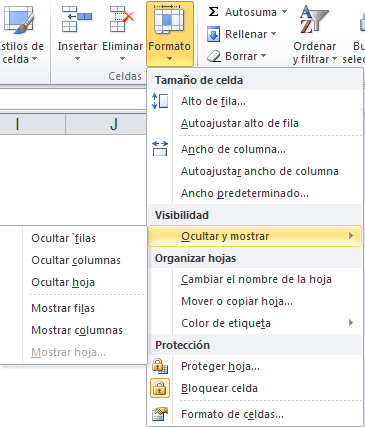 Estilos de celda
Insertar
Eliminar
Formato
Celdas
Autosuma
Rellenar
Borrar
Ordenar y filtrar
I
J
Tamaño de celda
Alto de fila...
Autoajustar alto de fila
Ancho de columna...
Autoajustar ancho de columna
Ancho predeterminado...
Visibilidad
Ocultar y mostrar
Ocultar `filas
Ocultar columnas
Ocultar hoja
Mostrar filas
Mostrar columnas
Mostrar hoja...
Organizar hojas
Cambiar el nombre de la hoja
Mover o copiar hoja...
Color de etiqueta
Protección
Proteger hoja...
Bloquear celda
Formato de celdas...